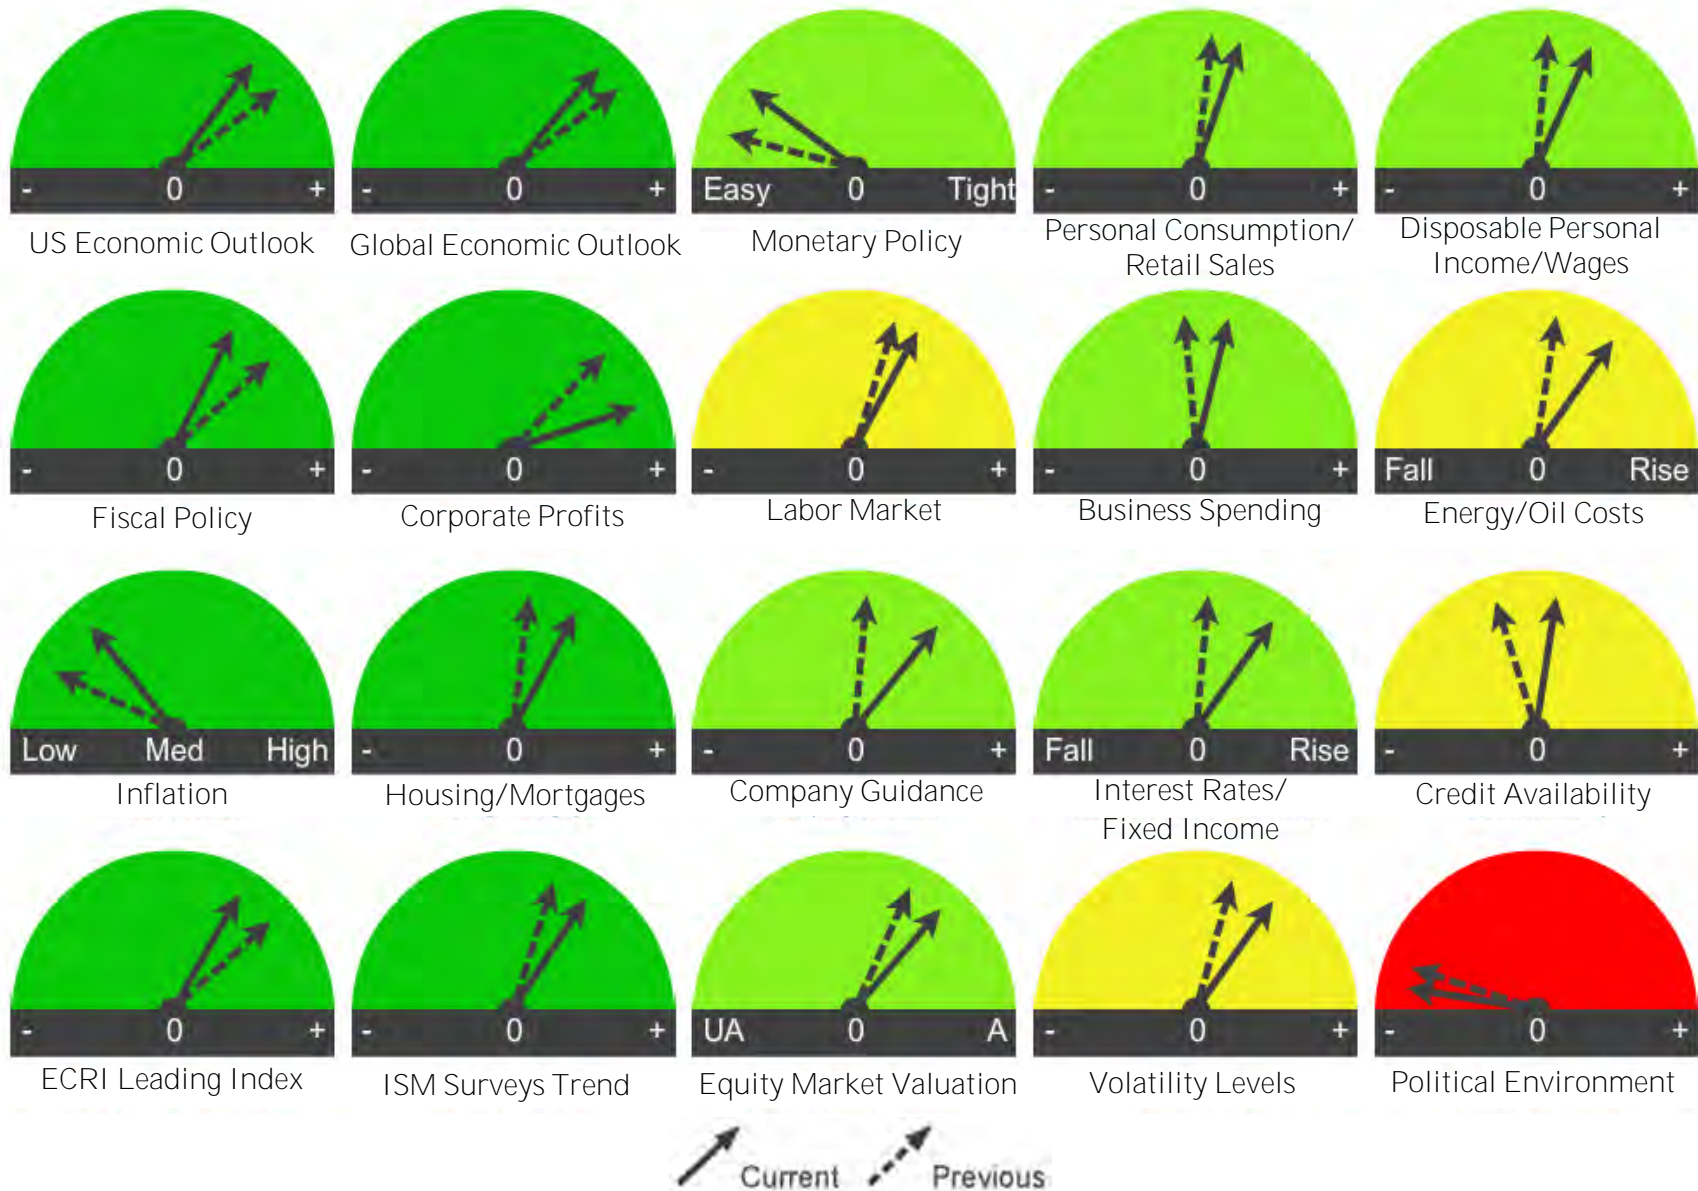 - 0 +
- 0 +
Easy 0 Tight
- 0 +
- 0 +
US Economic Outlook
Global Economic Outlook
Monetary Policy
Personal Consumption/
Retail Sales
Disposable Personal
Income/Wages
- 0 +
- 0 +
- 0 +
- 0 +
Fall 0 Rise
Fiscal Policy
Corporate Profits
Labor Market
Business Spending
Energy/Oil Costs
Low Med High
- 0 +
- 0 +
Fall 0 Rise
- 0 +
Inflation
Housing/Mortgages
Company Guidance
Interest Rates/
Fixed Income
Credit Availability
- 0 +
- 0 +
UA 0 A
- 0 +
- 0 +
ECRI Leading Index
ISM Surveys Trend
Equity Market Valuation
Volatility Levels
Political Environment
Current
Previous